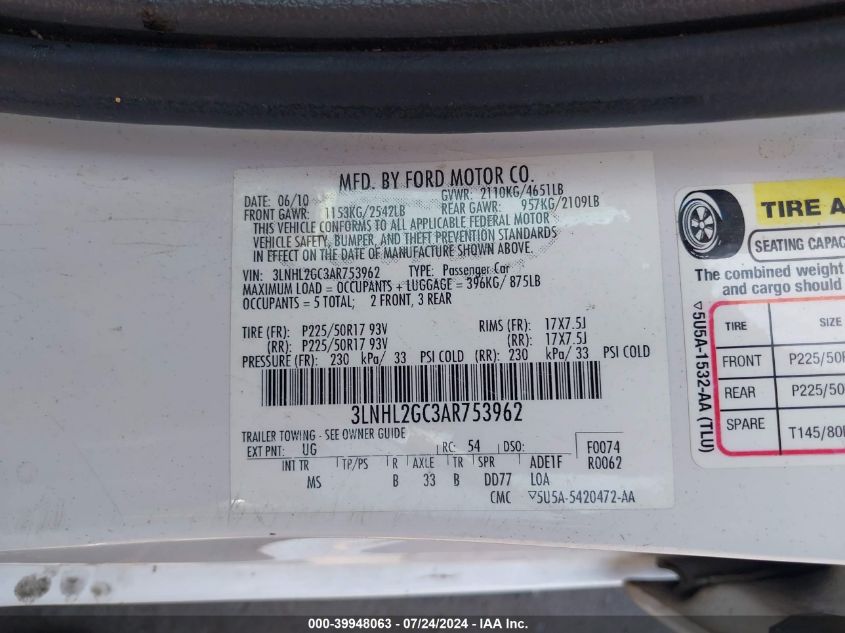 MFD. BY FORD MOTOR CO.
DATE: 06/10
GVWR: 2110KG/4651LB
FRONT GAWR: 1153KG/2542LB
REAR GAWR: 957KG/2109LB
THIS VEHICLE CONFORMS TO ALL APPLICABLE FEDERAL MOTOR
VEHICLE SAFETY, BUMPER, AND THEFT PREVENTION STANDARDS
IN EFFECT ON THE DATE OF MANUFACTURE SHOWN ABOVE.
VIN: 3LNHL2GC3AR753962 TYPE: Passenger Car
MAXIMUM LOAD = OCCUPANTS + LUGGAGE = 396KG/ 875LB
OCCUPANTS = 5 TOTAL; 2 FRONT, 3 REAR
TIRE (FR): P225/50R17 93V RIMS (FR): 17X7.5J
(RR): P225/50R17 93V (RR): 17X7.5J
PRESSURE (FR): 230 kPa/ 33 PSI COLD (RR): 230 kPa/ 33 PSI COLD
3LNHL2GC3AR753962
TRAILER TOWING - SEE OWNER GUIDE
EXT PNT: UG RC: 54 DSO: F0074
INT TR TP/PS R AXLE TR SPR ADE1F R0062
MS B 33 B DD77 LOA
CMC ▽5U5A-5420472-AA
TIRE A
SEATING CAPAC
The combined weight
and cargo should
TIRE SIZE
FRONT P225/50
REAR P225/50
SPARE T145/80
▽5U5A-1532-AA (TLU)
000-39948063 / 07/24/2024 - IAA Inc.